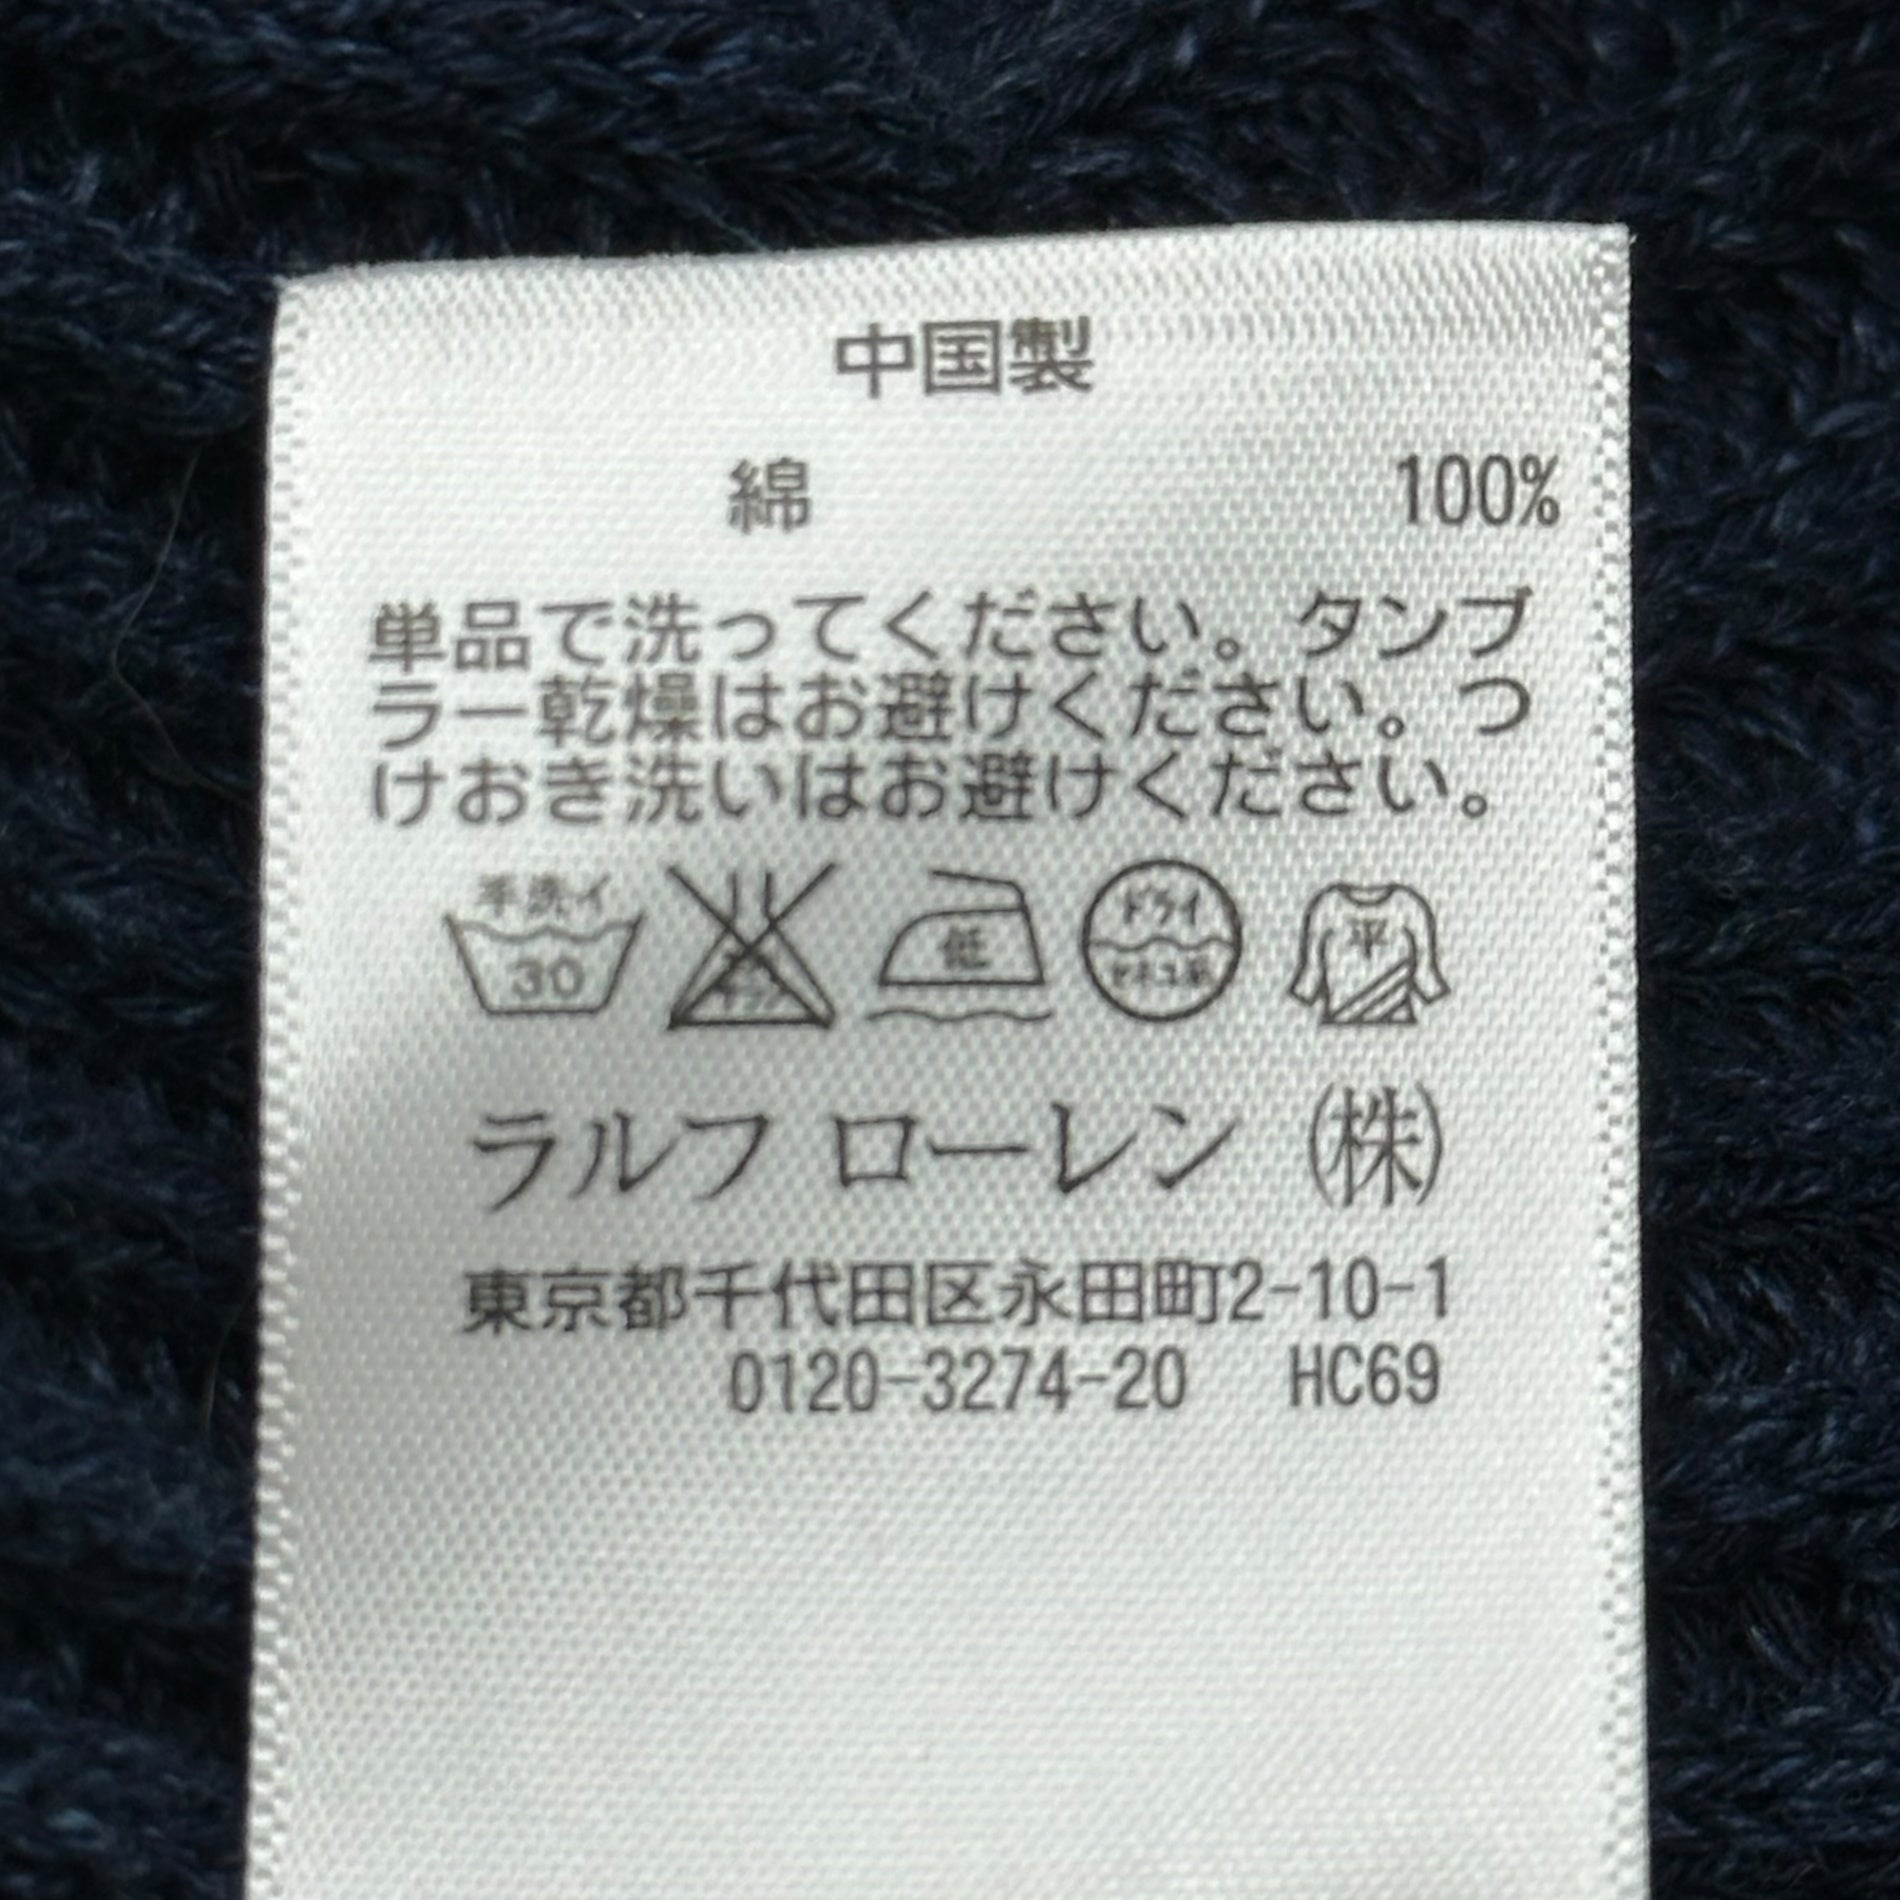 中国製
綿 100%
単品で洗ってください。タンブ
ラー乾燥はお避けください。つ
けおき洗いはお避けください。
手洗イ
30
低
ドライ
セキユ系
平
ラルフ ローレン (株)
東京都千代田区永田町2-10-1
0120-3274-20 HC69